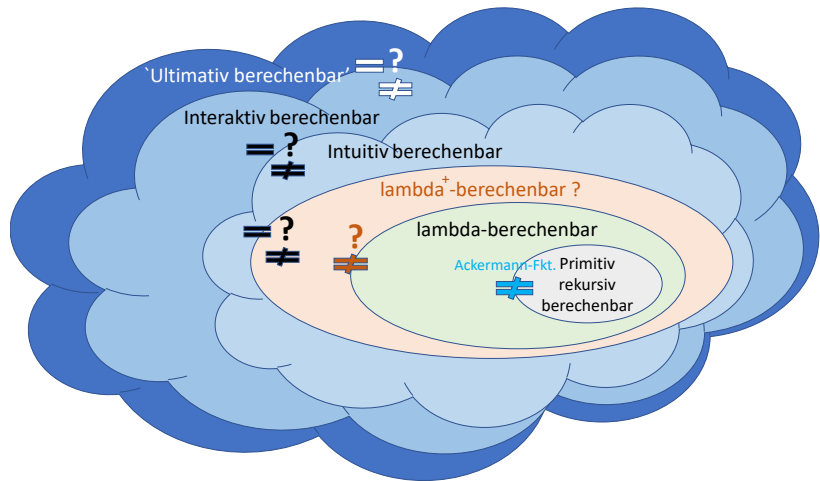 `Ultimativ berechenbar’ = ?
≠
Interaktiv berechenbar
= ?
≠
Intuitiv berechenbar
lambda⁺-berechenbar ?
= ?
≠
?
≠
lambda-berechenbar
Ackermann-Fkt.
≠
Primitiv
rekursiv
berechenbar